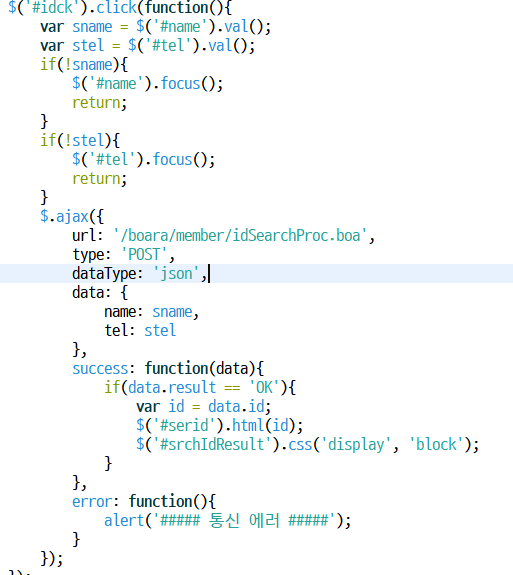 $('#idck').click(function(){
    var sname = $('#name').val();
    var stel = $('#tel').val();
    if(!sname){
        $('#name').focus();
        return;
    }
    if(!stel){
        $('#tel').focus();
        return;
    }
    $.ajax({
        url: '/boara/member/idSearchProc.boa',
        type: 'POST',
        dataType: 'json',
        data: {
            name: sname,
            tel: stel
        },
        success: function(data){
            if(data.result == 'OK'){
                var id = data.id;
                $('#serid').html(id);
                $('#srchIdResult').css('display', 'block');
            }
        },
        error: function(){
            alert('##### 통신 에러 #####');
        }
    });
});